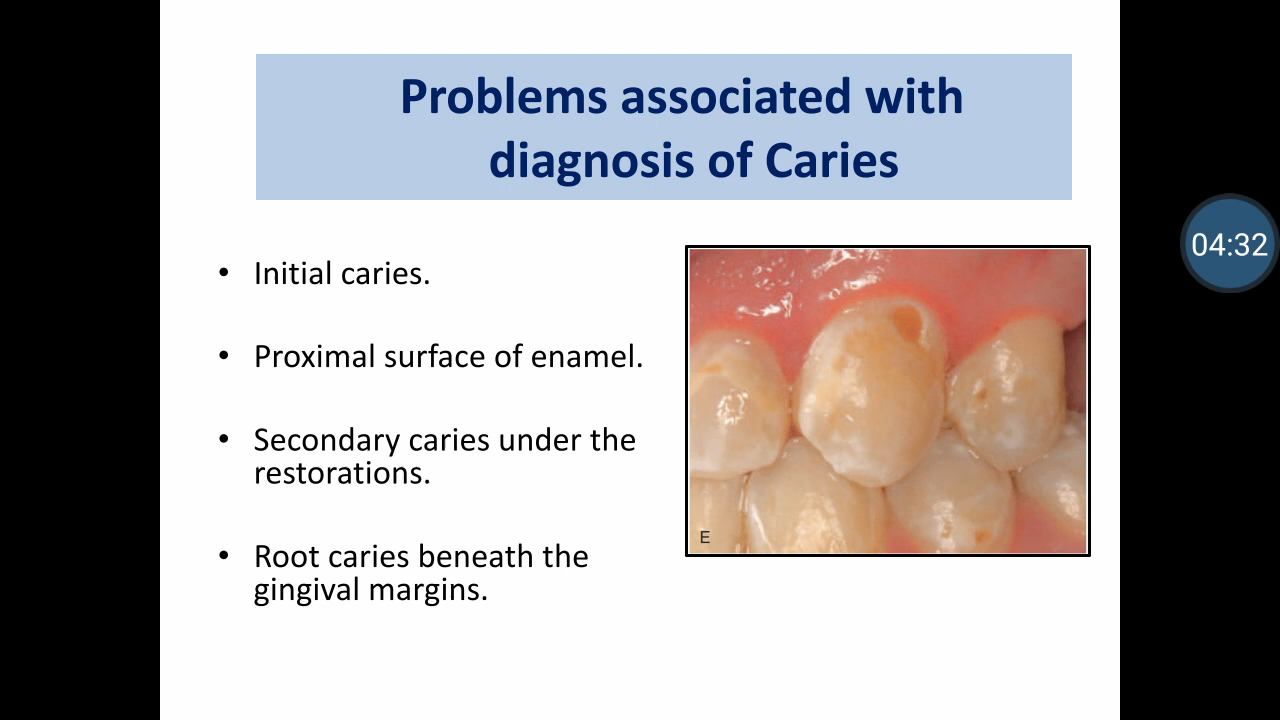 Problems associated with
diagnosis of Caries
• Initial caries.
• Proximal surface of enamel.
• Secondary caries under the
restorations.
• Root caries beneath the
gingival margins.
E
04:32